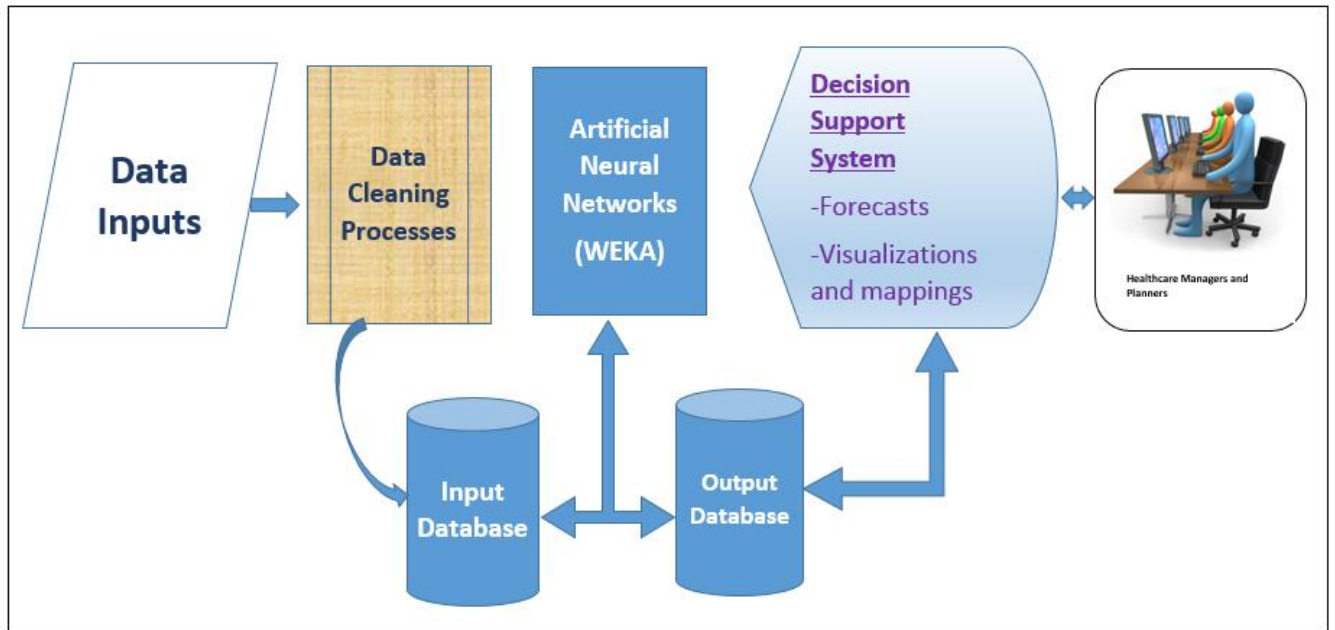 Data
Inputs
Data
Cleaning
Processes
Artificial
Neural
Networks
(WEKA)
Decision
Support
System
-Forecasts
-Visualizations
and mappings
Healthcare Managers and
Planners
Input
Database
Output
Database